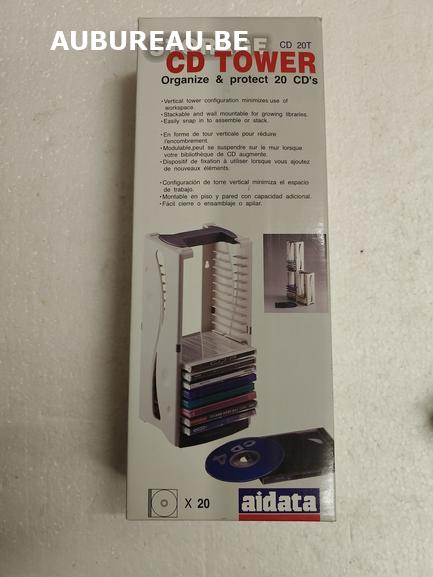 AUBUREAU.BE
CD 20T
CD TOWER
Organize & protect 20 CD's
• Vertical tower configuration minimizes use of
workspace.
• Stackable and wall mountable for growing libraries.
• Easily snap in to assemble or stack.
• En forme de tour verticale pour réduire
l'encombrement.
• Modulable,peut se suspendre sur le mur lorsque
votre bibliothèque de CD augmente.
• Dispositif de fixation à utiliser lorsque vous ajoutez
de nouveaux éléments.
• Configuración de torre vertical minimiza el espacio
de trabajo.
• Montable en piso y pared con capacidad adicional.
• Fácil cierre o ensamblaje o apilar.
X 20
aidata